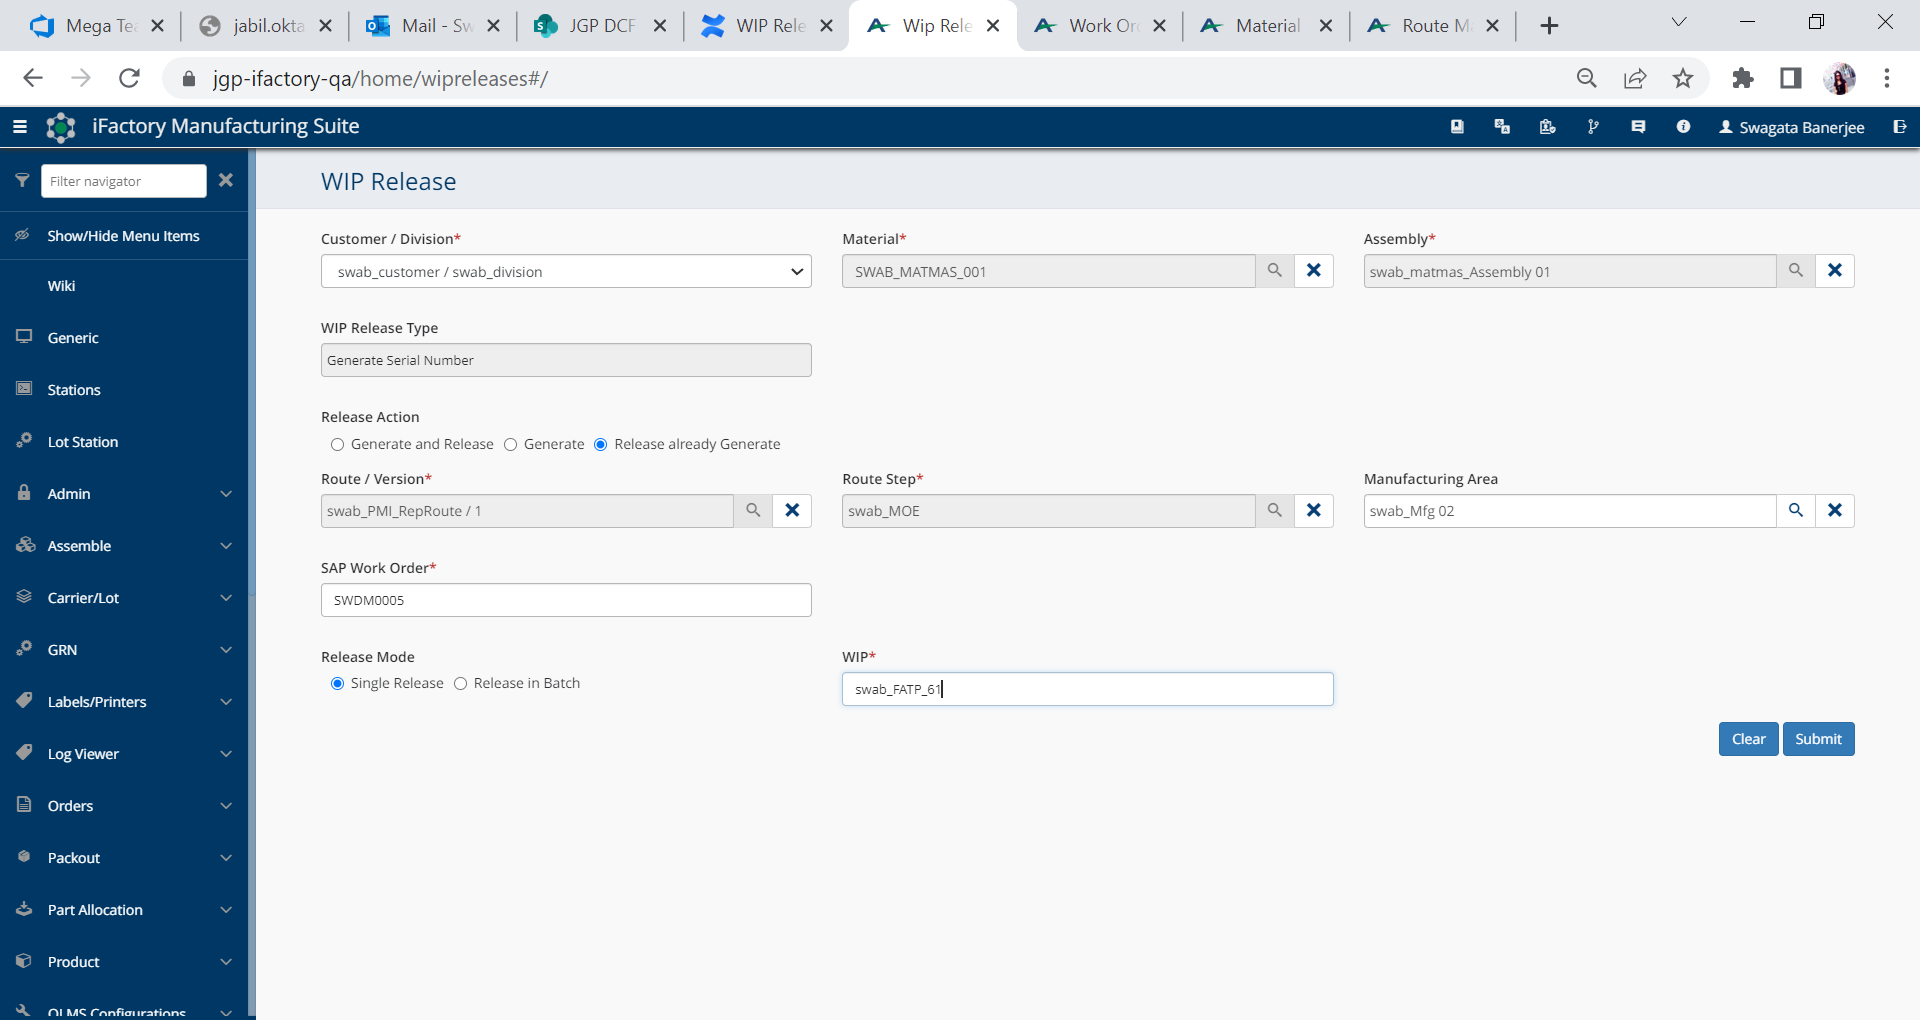 Mega Te
jabil.okta
Mail - Sw
JGP DCF
WIP Rele
Wip Rele
Work Or
Material
Route M
jgp-ifactory-qa/home/wipreleases#/
iFactory Manufacturing Suite
Swagata Banerjee
Filter navigator
Show/Hide Menu Items
Wiki
Generic
Stations
Lot Station
Admin
Assemble
Carrier/Lot
GRN
Labels/Printers
Log Viewer
Orders
Packout
Part Allocation
Product
OLMS Configurations
WIP Release
Customer / Division* Material* Assembly*
swab_customer / swab_division SWAB_MATMAS_001 swab_matmas_Assembly 01
WIP Release Type
Generate Serial Number
Release Action
Generate and Release Generate Release already Generate
Route / Version* Route Step* Manufacturing Area
swab_PMI_RepRoute / 1 swab_MOE swab_Mfg 02
SAP Work Order*
SWDM0005
Release Mode WIP*
Single Release Release in Batch swab_FATP_61
Clear Submit